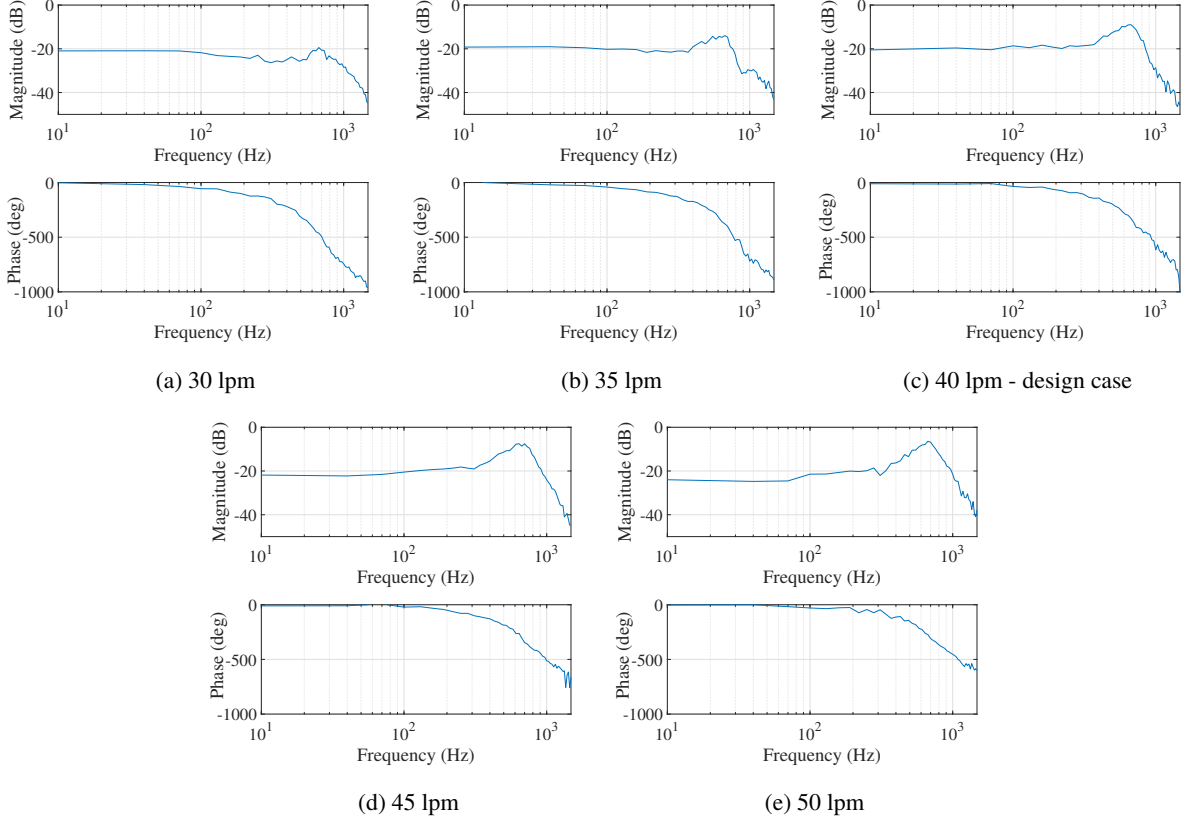 Magnitude (dB)
0
-20
-40
10^1
10^2
10^3
Frequency (Hz)
Phase (deg)
0
-500
-1000
10^1
10^2
10^3
Frequency (Hz)
(a) 30 lpm
Magnitude (dB)
0
-20
-40
10^1
10^2
10^3
Frequency (Hz)
Phase (deg)
0
-500
-1000
10^1
10^2
10^3
Frequency (Hz)
(b) 35 lpm
Magnitude (dB)
0
-20
-40
10^1
10^2
10^3
Frequency (Hz)
Phase (deg)
0
-500
-1000
10^1
10^2
10^3
Frequency (Hz)
(c) 40 lpm - design case
Magnitude (dB)
0
-20
-40
10^1
10^2
10^3
Frequency (Hz)
Phase (deg)
0
-500
-1000
10^1
10^2
10^3
Frequency (Hz)
(d) 45 lpm
Magnitude (dB)
0
-20
-40
10^1
10^2
10^3
Frequency (Hz)
Phase (deg)
0
-500
-1000
10^1
10^2
10^3
Frequency (Hz)
(e) 50 lpm